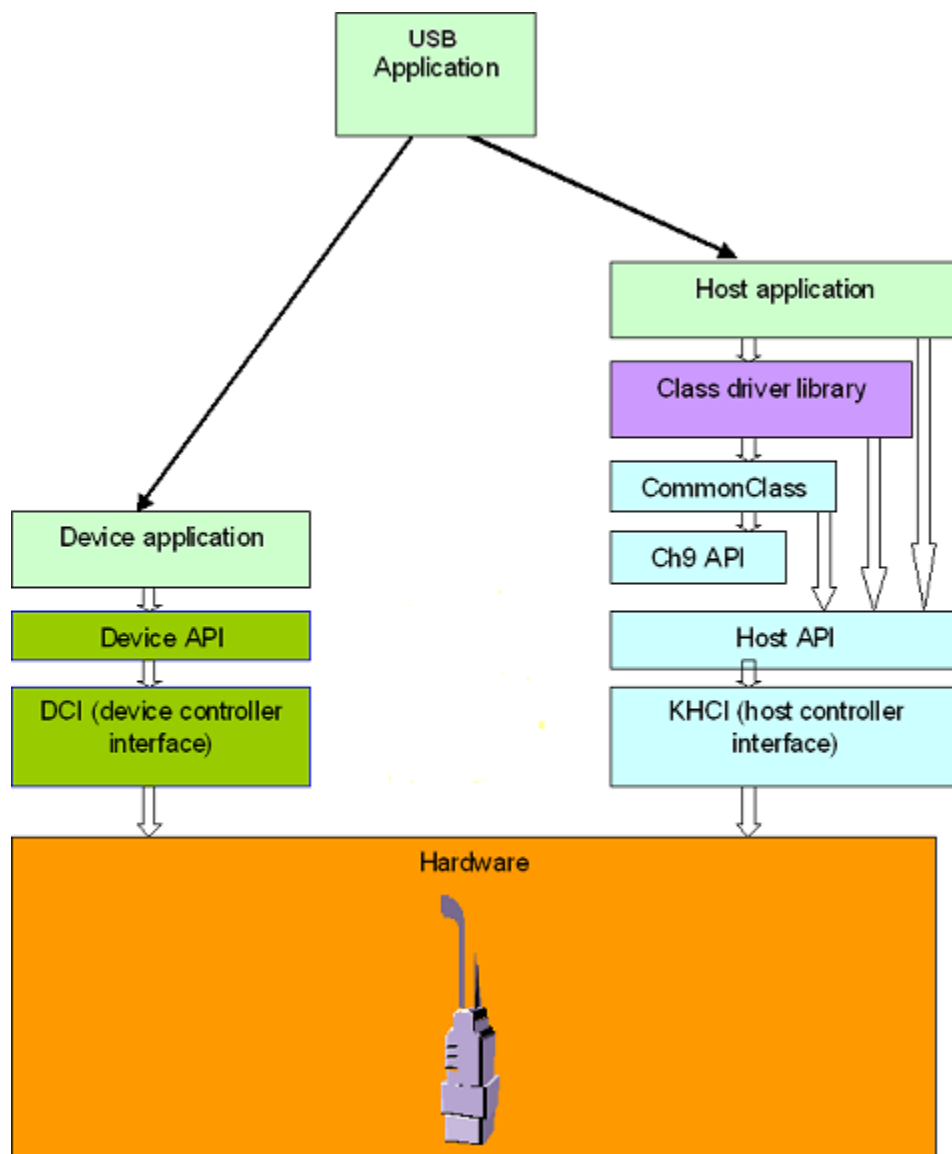 USB
Application
Host application
Class driver library
CommonClass
Ch9 API
Device application
Device API
Host API
DCI (device controller
interface)
KHCI (host controller
interface)
Hardware